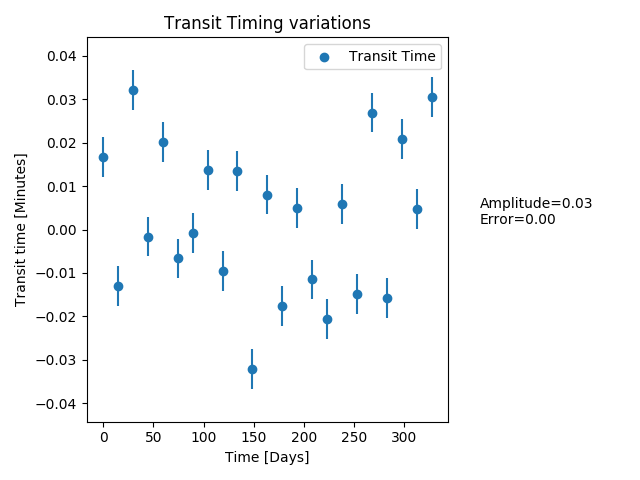 Transit Timing variations
Transit Time
0.04
0.03
0.02
0.01
0.00
−0.01
−0.02
−0.03
−0.04
Transit time [Minutes]
0
50
100
150
200
250
300
Time [Days]
Amplitude=0.03
Error=0.00